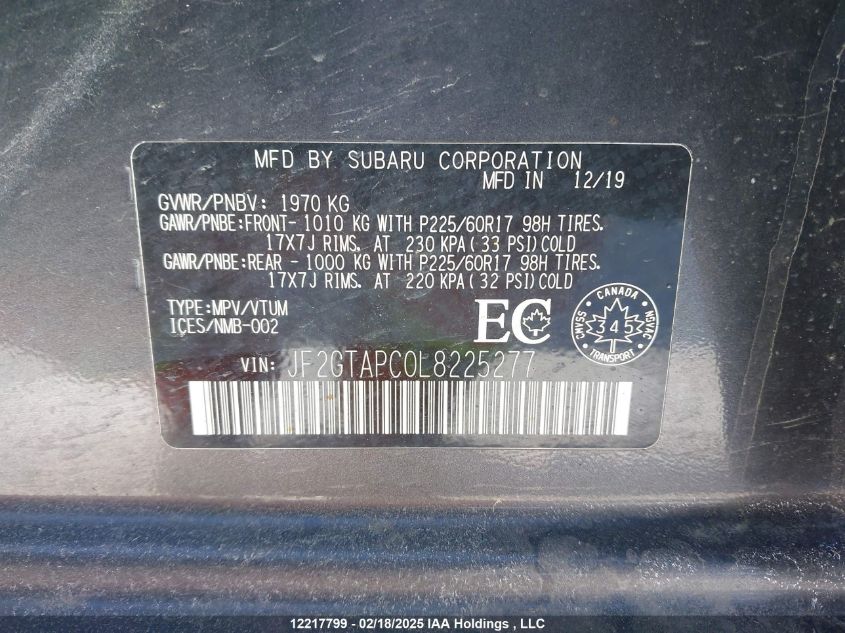 MFD BY SUBARU CORPORATION
MFD IN 12/19
GVWR/PNBV: 1970 KG
GAWR/PNBE:FRONT- 1010 KG WITH P225/60R17 98H TIRES.
17X7J RIMS. AT 230 KPA(33 PSI)COLD
GAWR/PNBE:REAR - 1000 KG WITH P225/60R17 98H TIRES.
17X7J RIMS. AT 220 KPA(32 PSI)COLD
TYPE:MPV/VTUM
ICES/NMB-002
EC
CANADA
CMVSS
345
NSVAC
TRANSPORT
VIN: JF2GTAPC0L8225277
12217799 - 02/18/2025 IAA Holdings , LLC